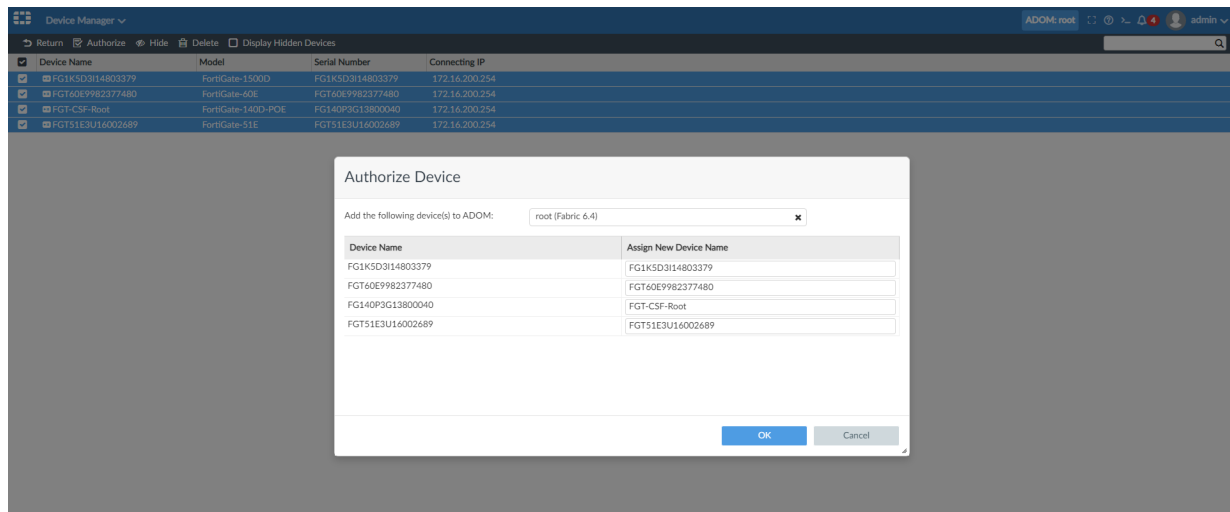 Device Manager
ADOM: root
4
admin
Return Authorize Hide Delete Display Hidden Devices
Device Name Model Serial Number Connecting IP
FG1K5D3I14803379 FortiGate-1500D FG1K5D3I14803379 172.16.200.254
FGT60E9982377480 FortiGate-60E FGT60E9982377480 172.16.200.254
FGT-CSF-Root FortiGate-140D-POE FG140P3G13800040 172.16.200.254
FGT51E3U16002689 FortiGate-51E FGT51E3U16002689 172.16.200.254
Authorize Device
Add the following device(s) to ADOM: root (Fabric 6.4)
Device Name Assign New Device Name
FG1K5D3I14803379 FG1K5D3I14803379
FGT60E9982377480 FGT60E9982377480
FG140P3G13800040 FGT-CSF-Root
FGT51E3U16002689 FGT51E3U16002689
OK Cancel